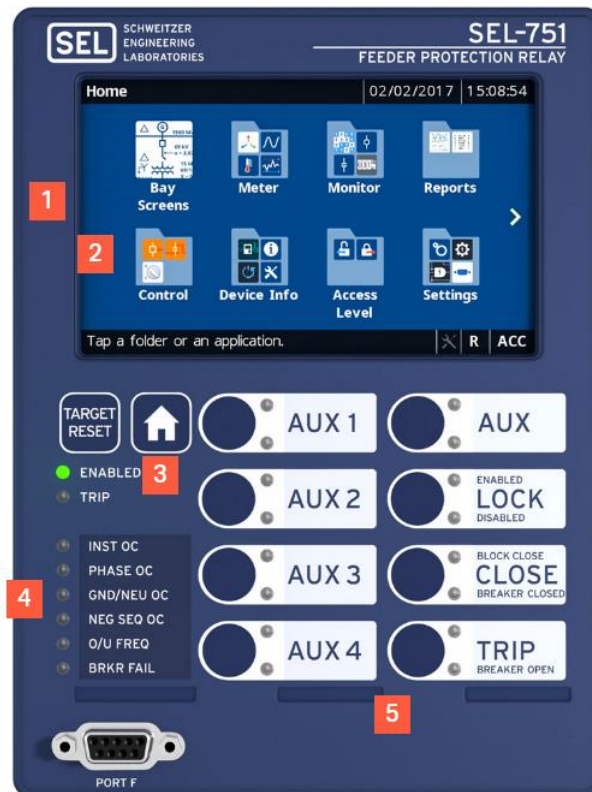 SEL
SCHWEITZER
ENGINEERING
LABORATORIES
SEL-751
FEEDER PROTECTION RELAY
Home
02/02/2017
15:08:54
Bay
Screens
Meter
Monitor
Reports
Control
Device Info
Access
Level
Settings
Tap a folder or an application.
R
ACC
1
2
TARGET
RESET
ENABLED
TRIP
3
INST OC
PHASE OC
GND/NEU OC
NEG SEQ OC
O/U FREQ
BRKR FAIL
4
AUX 1
AUX
AUX 2
ENABLED
LOCK
DISABLED
AUX 3
BLOCK CLOSE
CLOSE
BREAKER CLOSED
AUX 4
TRIP
BREAKER OPEN
5
PORT F